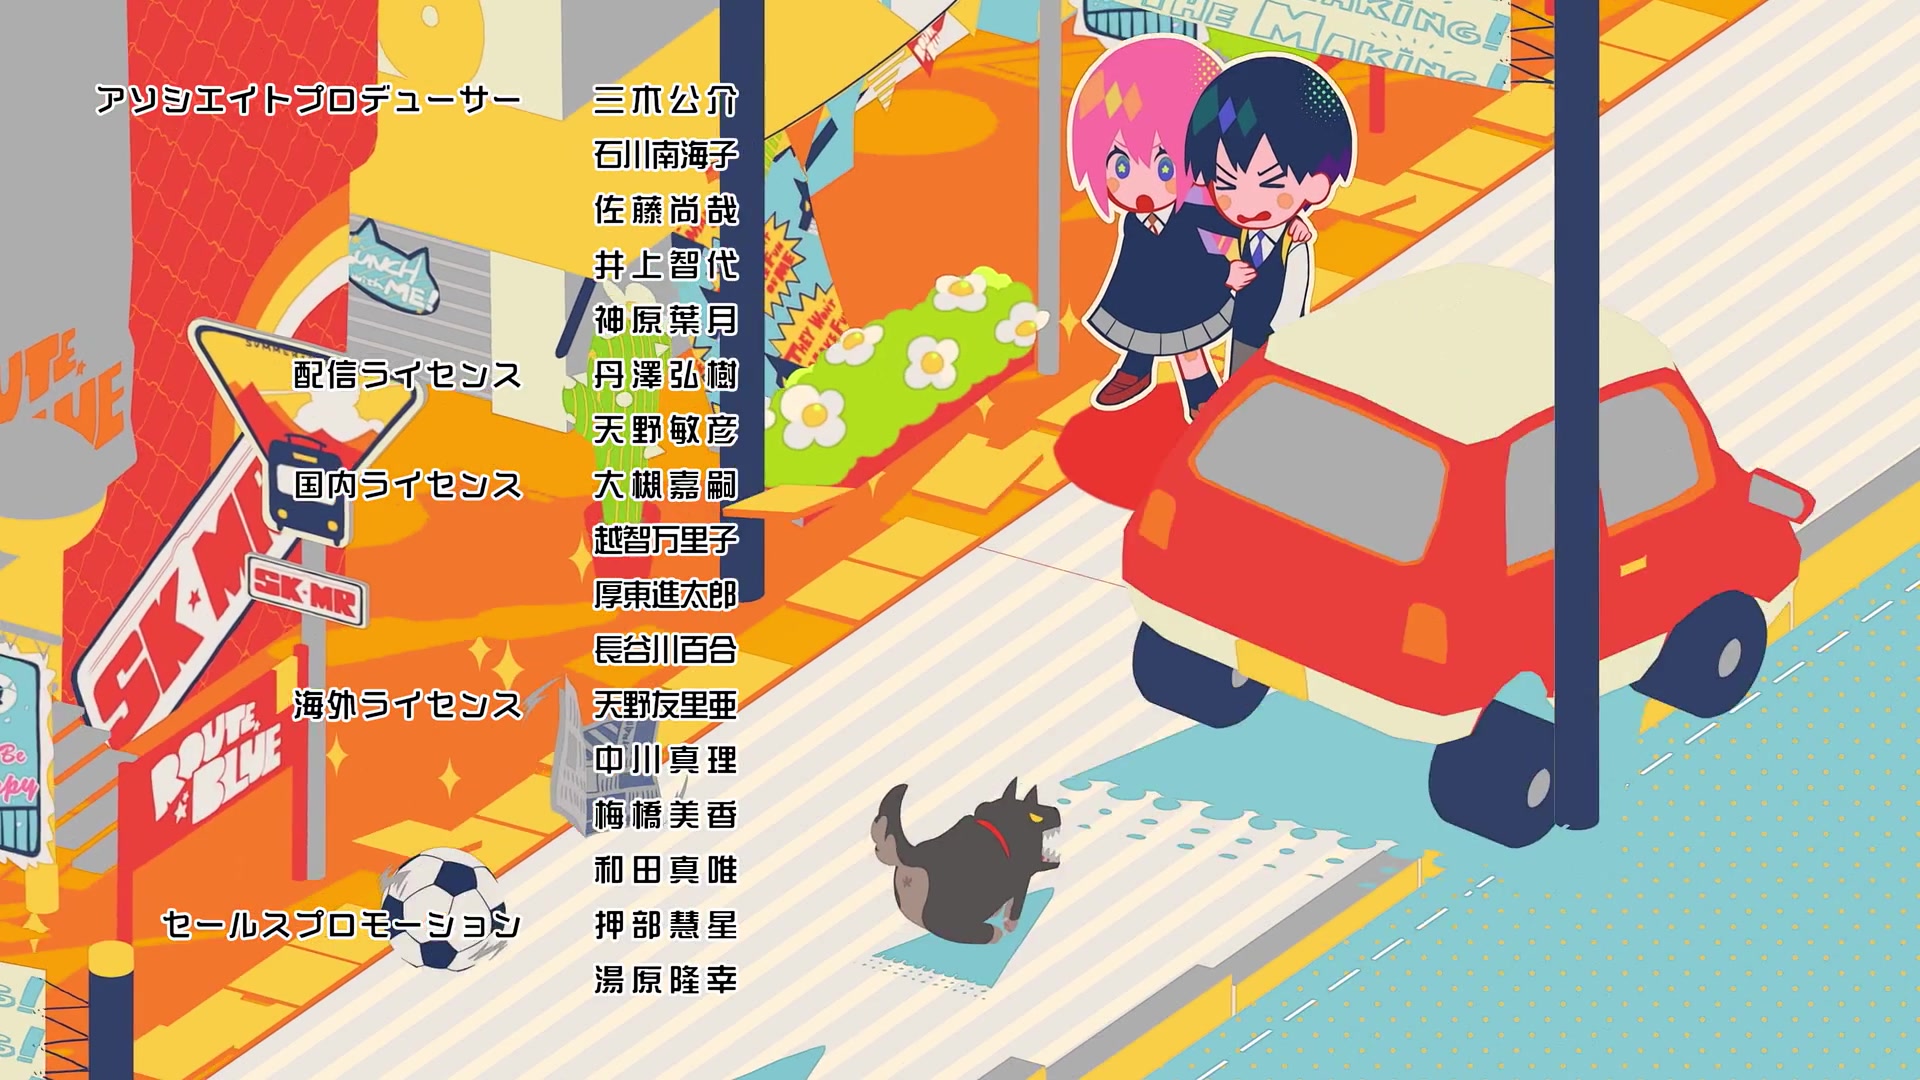 アソシエイトプロデューサー 三木公介
石川南海子
佐藤尚哉
井上智代
神原葉月
配信ライセンス 丹澤弘樹
天野敏彦
国内ライセンス 大槻嘉嗣
越智万里子
厚東進太郎
長谷川百合
海外ライセンス 天野友里亜
中川真理
梅橋美香
和田真唯
セールスプロモーション 押部慧星
湯原隆幸
THE MAKING!
MAKING!
LUNCH
with ME!
THEY WON'T
SK★MR
SK・MR
ROUTE
BLUE
ROUTE
BLUE
Be